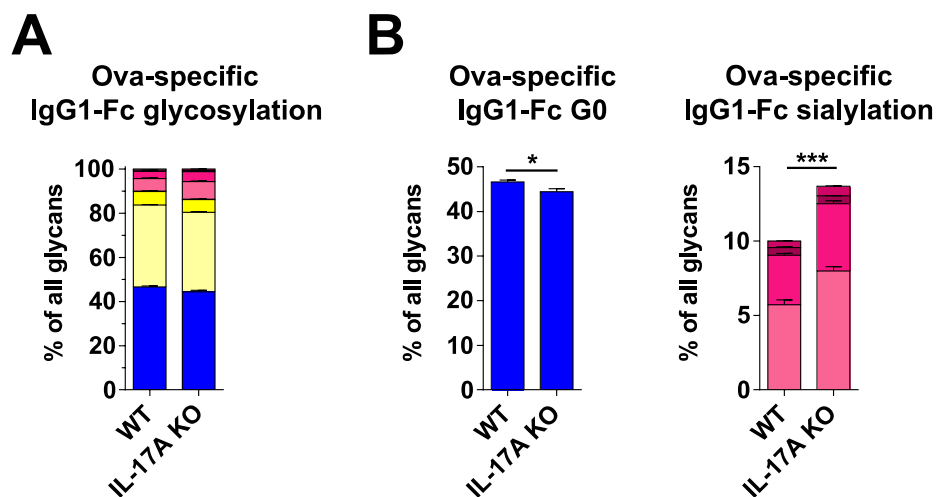 A
Ova-specific
IgG1-Fc glycosylation
% of all glycans
100
80
60
40
20
0
WT
IL-17A KO
B
Ova-specific
IgG1-Fc G0
% of all glycans
50
40
30
20
10
0
*
WT
IL-17A KO
Ova-specific
IgG1-Fc sialylation
% of all glycans
15
10
5
0
***
WT
IL-17A KO